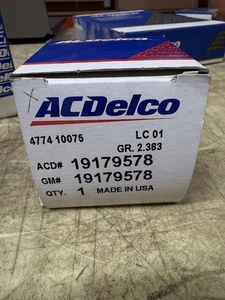 ACDelco
4774 10075 LC 01
GR. 2.383
ACD# 19179578
GM# 19179578
QTY. 1 MADE IN USA